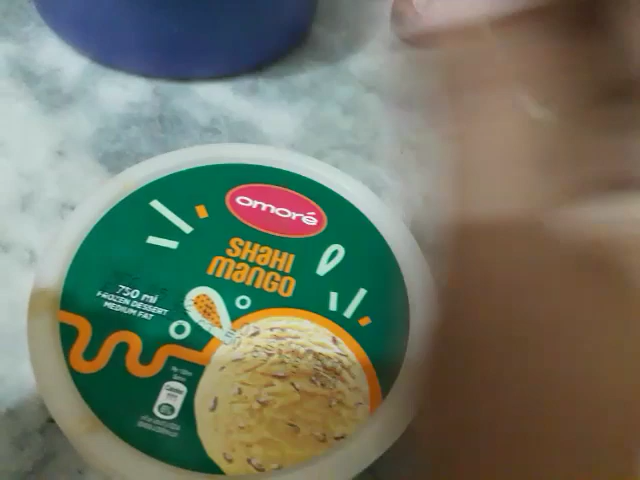 omoré
SHAHI
MANGO
750 ml
FROZEN DESSERT
MEDIUM FAT